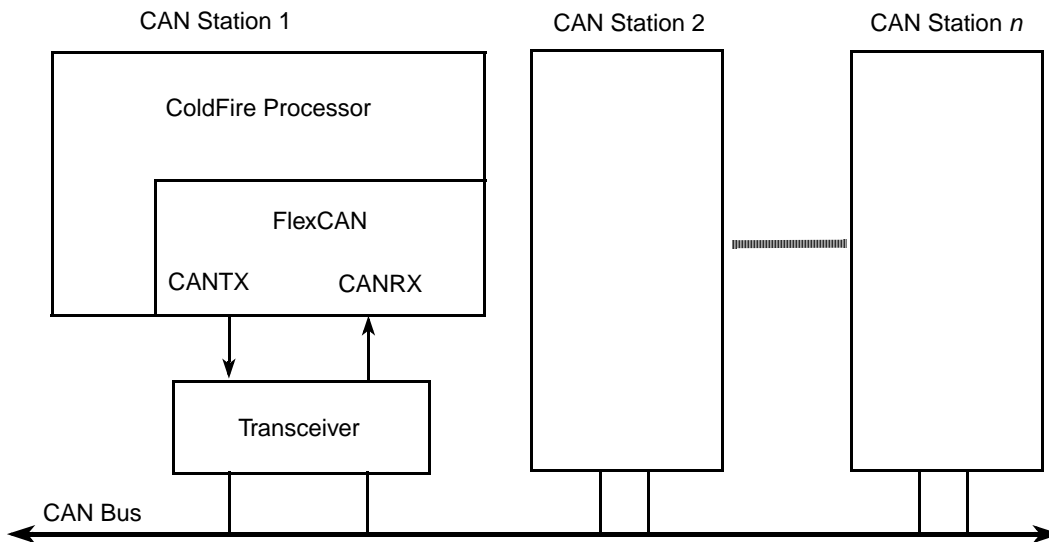 CAN Station 1
CAN Station 2
CAN Station n
ColdFire Processor
FlexCAN
CANTX
CANRX
Transceiver
CAN Bus